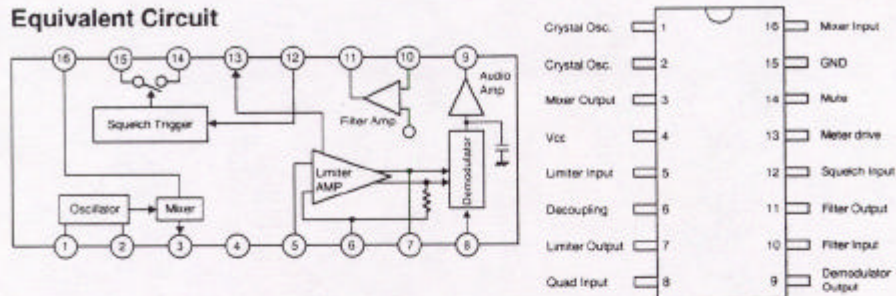 Equivalent Circuit
16 15 14 13 12 11 10 9
Audio Amp
Squelch Trigger
Filter Amp.
Limiter AMP
Demodulator
Oscillator
Mixer
1 2 3 4 5 6 7 8
Crystal Osc. 1 16 Mixer Input
Crystal Osc. 2 15 GND
Mixer Output 3 14 Mute
Vcc 4 13 Meter drive
Limiter Input 5 12 Squelch Input
Decoupling 6 11 Filter Output
Limiter Output 7 10 Filter Input
Quad Input 8 9 Demodulator Output